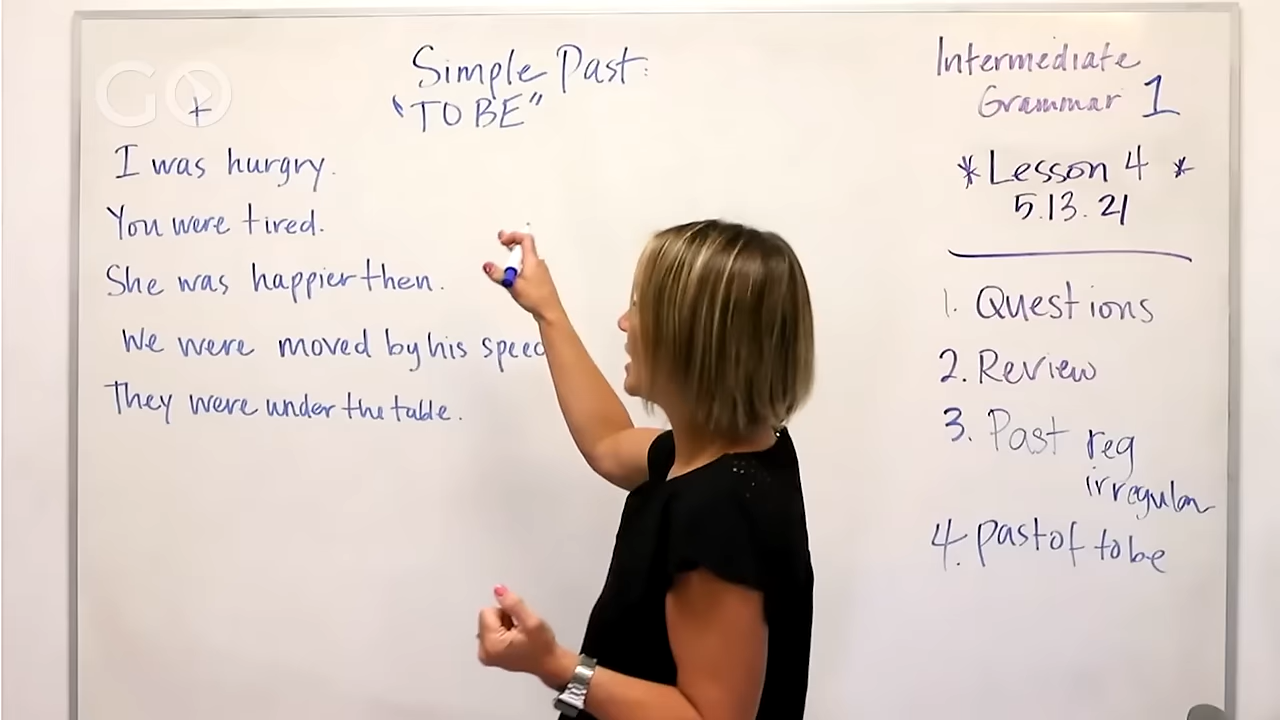 GO
Simple Past:
"TO BE"
+
I was hurgry.
You were tired.
She was happier then.
We were moved by his speec
They were under the table.
Intermediate
Grammar 1
*Lesson 4 *
5.13.21
1. Questions
2. Review
3. Past reg
irregular
4. past of to be